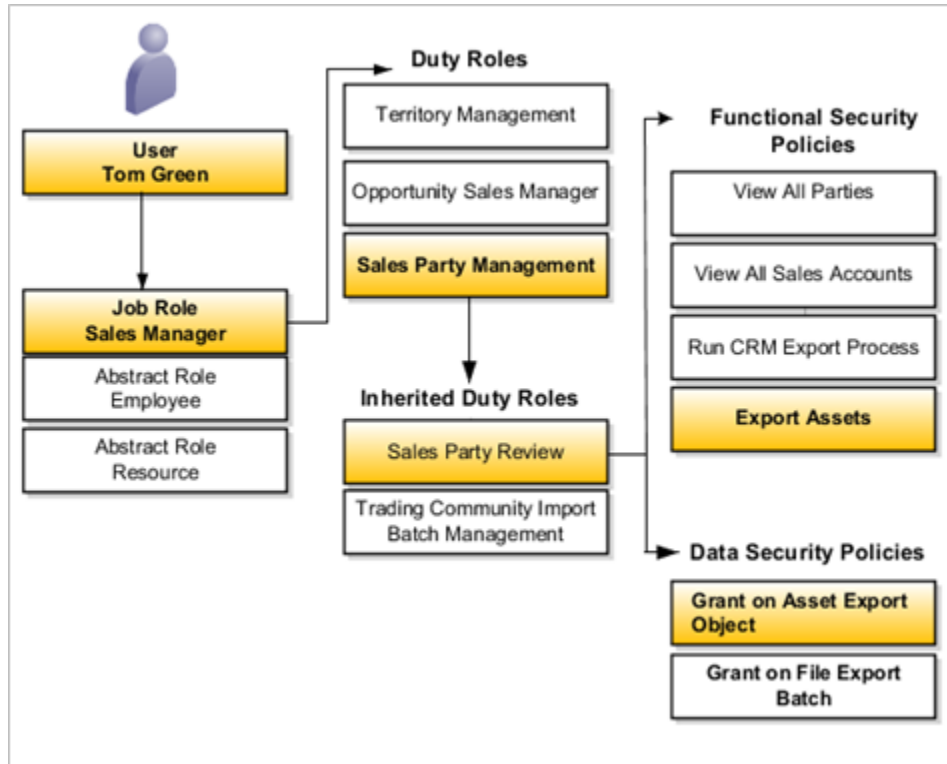 User
Tom Green
Job Role
Sales Manager
Abstract Role
Employee
Abstract Role
Resource
Duty Roles
Territory Management
Opportunity Sales Manager
Sales Party Management
Inherited Duty Roles
Sales Party Review
Trading Community Import
Batch Management
Functional Security
Policies
View All Parties
View All Sales Accounts
Run CRM Export Process
Export Assets
Data Security Policies
Grant on Asset Export
Object
Grant on File Export
Batch